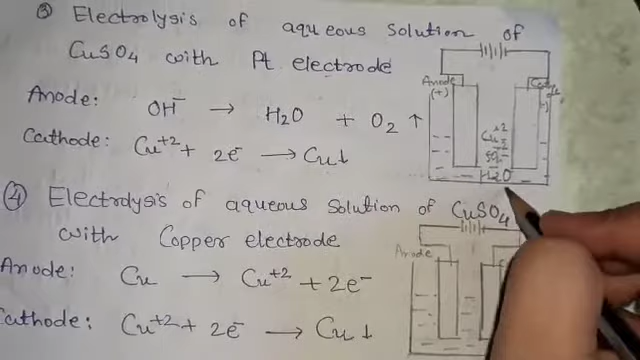 ③ Electrolysis of aqueous solution of
CuSO4 with Pt electrode
Anode: OH⁻ → H2O + O2 ↑
Cathode: Cu⁺² + 2e⁻ → Cu↓
Anode
(+)
Cu⁺²
H2O
④ Electrolysis of aqueous solution of CuSO4
with Copper electrode
Anode: Cu → Cu⁺² + 2e⁻
Cathode: Cu⁺² + 2e⁻ → Cu↓
Anode